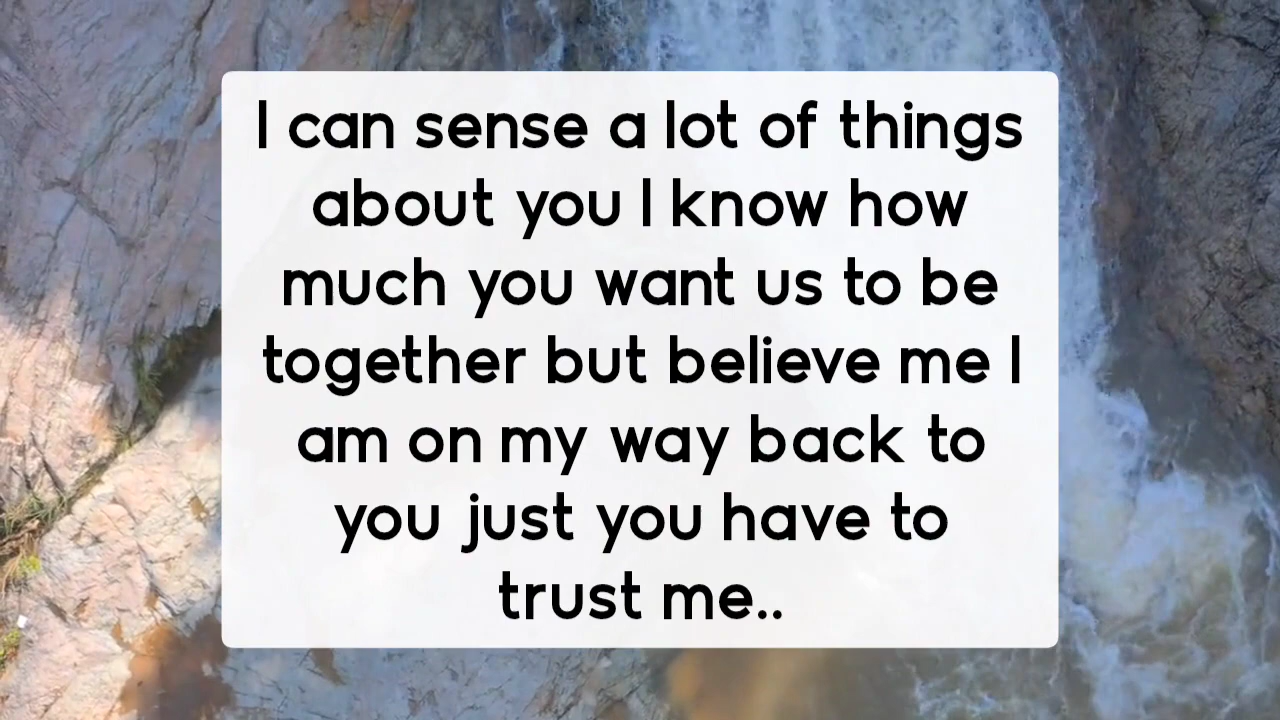 I can sense a lot of things
about you I know how
much you want us to be
together but believe me I
am on my way back to
you just you have to
trust me..